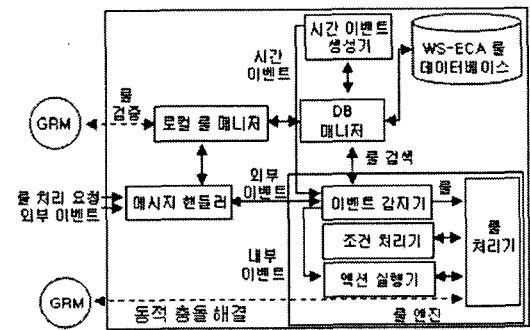 시간 이벤트
생성기
WS-ECA 룰
데이터베이스
시간
이벤트
룰
검증
GRM
로컬 룰 매니저
DB
매니저
룰 검색
룰 처리 요청
외부 이벤트
메시지 핸들러
외부
이벤트
이벤트 감지기
룰
조건 처리기
룰
처리기
내부
이벤트
액션 실행기
GRM
동적 충돌해결
룰 엔진